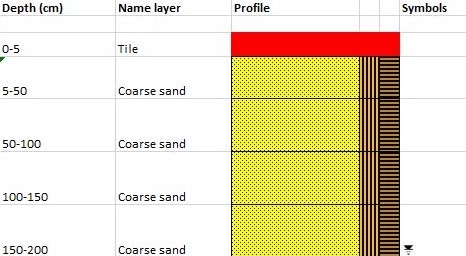 Depth (cm) Name layer Profile Symbols
0-5 Tile
5-50 Coarse sand
50-100 Coarse sand
100-150 Coarse sand
150-200 Coarse sand